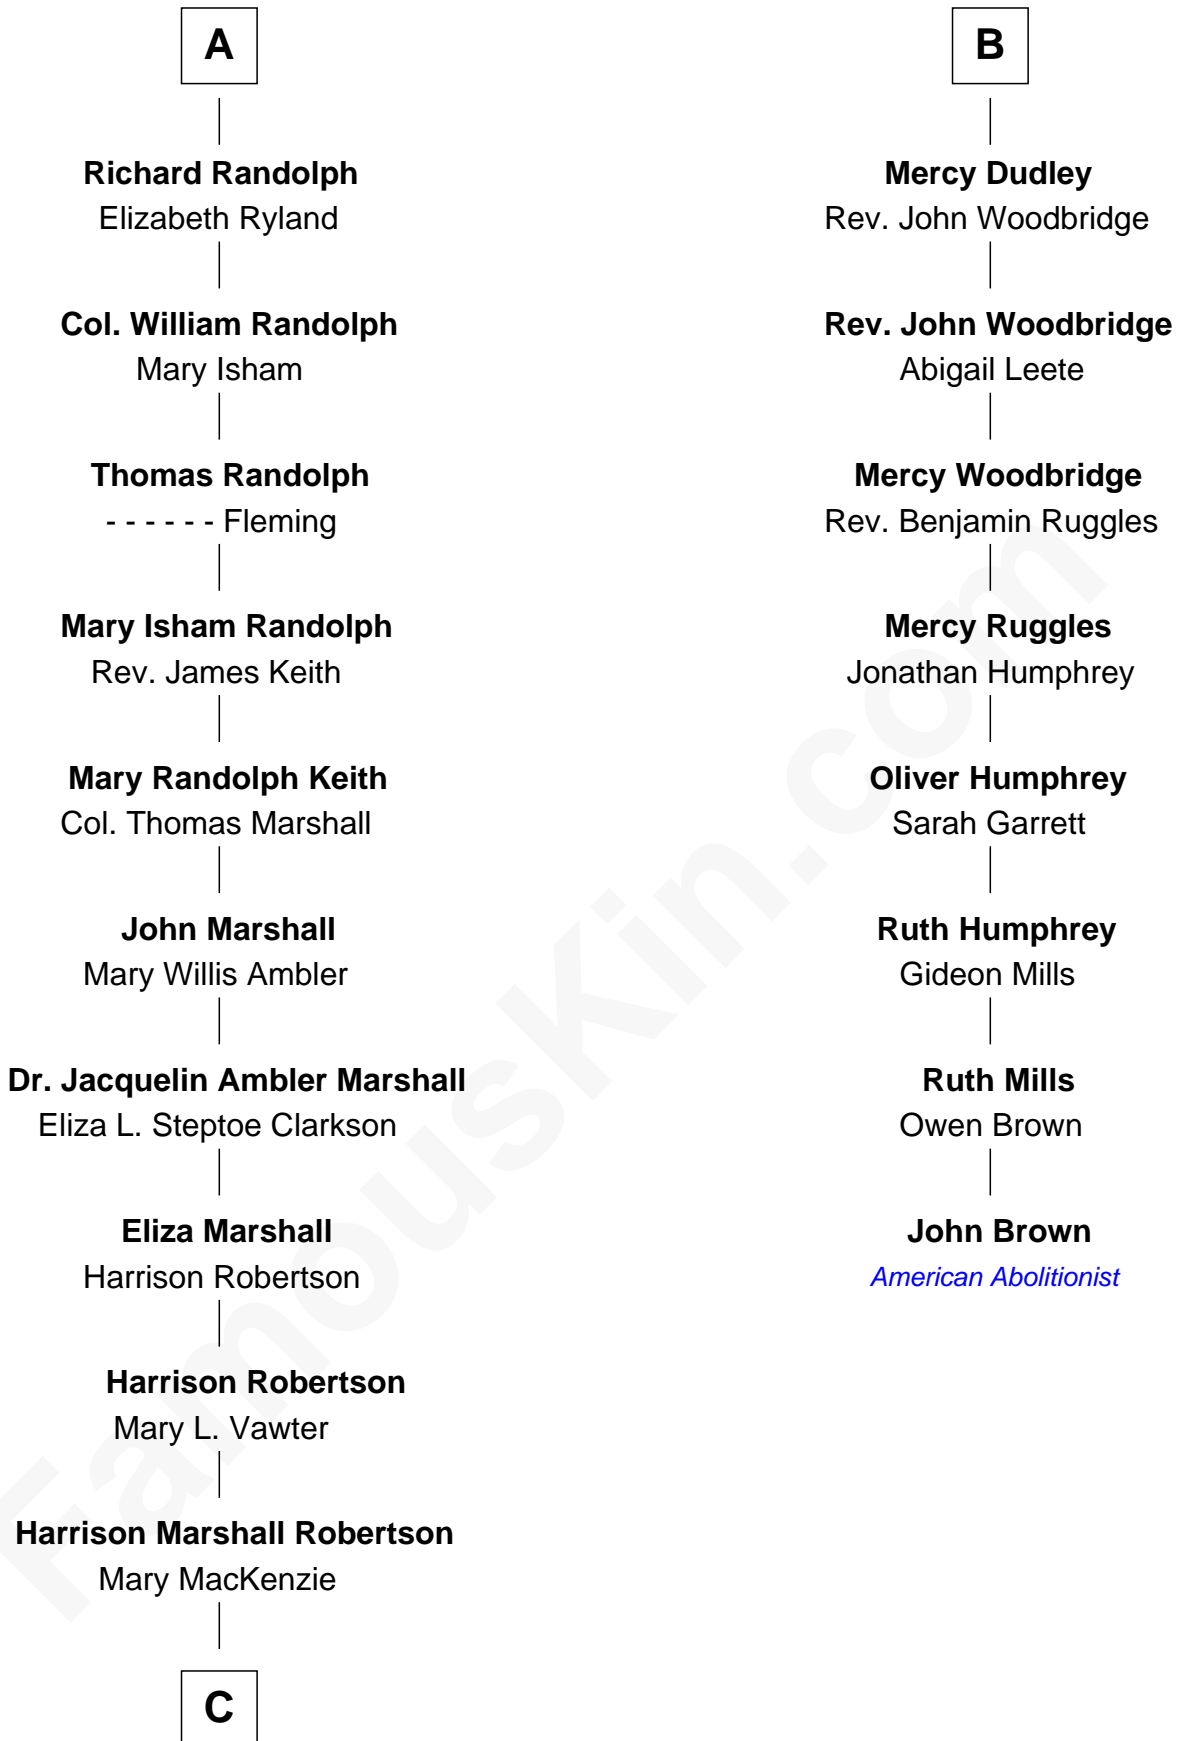 A
Richard Randolph
Elizabeth Ryland
Col. William Randolph
Mary Isham
Thomas Randolph
- - - - - - Fleming
Mary Isham Randolph
Rev. James Keith
Mary Randolph Keith
Col. Thomas Marshall
John Marshall
Mary Willis Ambler
Dr. Jacquelin Ambler Marshall
Eliza L. Steptoe Clarkson
Eliza Marshall
Harrison Robertson
Harrison Robertson
Mary L. Vawter
Harrison Marshall Robertson
Mary MacKenzie
C
B
Mercy Dudley
Rev. John Woodbridge
Rev. John Woodbridge
Abigail Leete
Mercy Woodbridge
Rev. Benjamin Ruggles
Mercy Ruggles
Jonathan Humphrey
Oliver Humphrey
Sarah Garrett
Ruth Humphrey
Gideon Mills
Ruth Mills
Owen Brown
John Brown
American Abolitionist
FamousKin.com